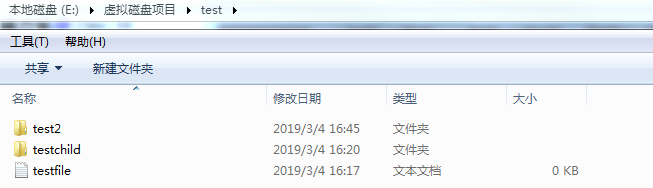 本地磁盘 (E:) 虚拟磁盘项目 test
工具(T) 帮助(H)
共享 新建文件夹
名称 修改日期 类型 大小
test2 2019/3/4 16:45 文件夹
testchild 2019/3/4 16:20 文件夹
testfile 2019/3/4 16:17 文本文档 0 KB